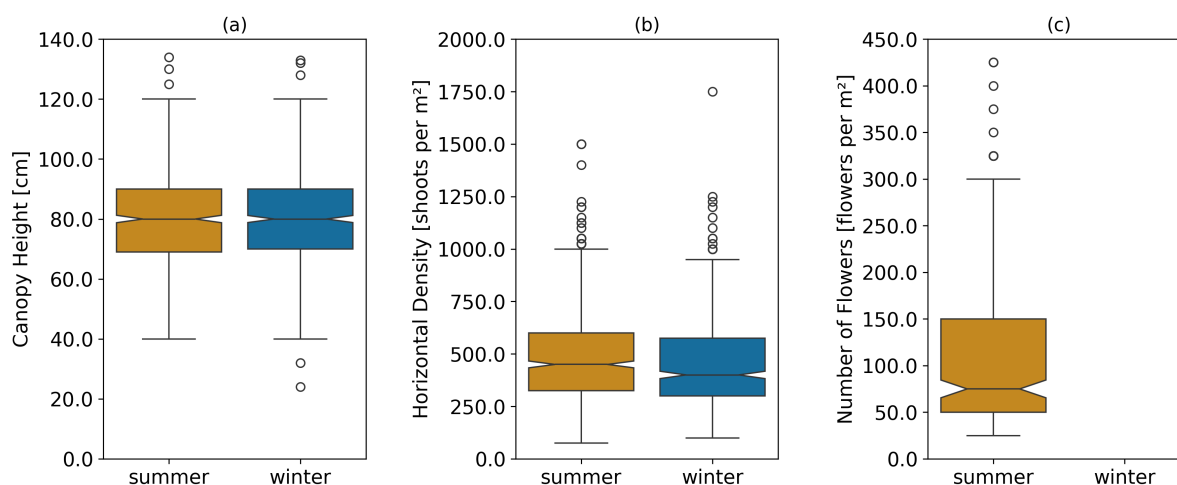 (a)
Canopy Height [cm]
140.0
120.0
100.0
80.0
60.0
40.0
20.0
0.0
summer
winter
(b)
Horizontal Density [shoots per m²]
2000.0
1750.0
1500.0
1250.0
1000.0
750.0
500.0
250.0
0.0
summer
winter
(c)
Number of Flowers [flowers per m²]
450.0
400.0
350.0
300.0
250.0
200.0
150.0
100.0
50.0
0.0
summer
winter